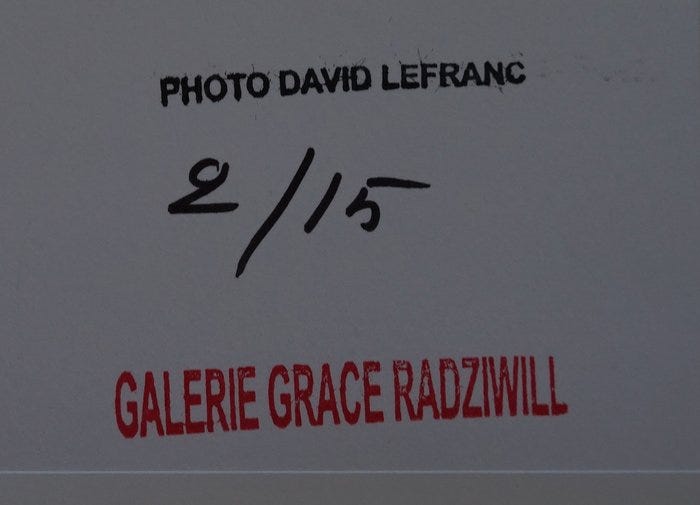 PHOTO DAVID LEFRANC
2/15
GALERIE GRACE RADZIWILL